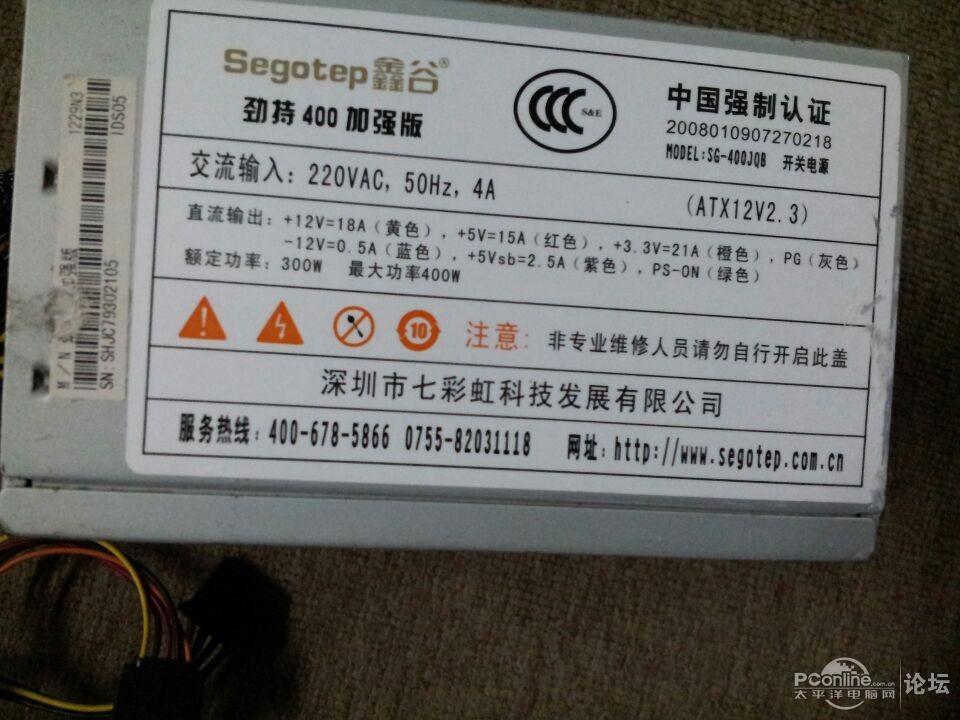 Segotep鑫谷®
劲持400 加强版
S&E
中国强制认证
2008010907270218
MODEL:SG-400JQB 开关电源
交流输入: 220VAC, 50Hz, 4A
(ATX12V2.3)
直流输出: +12V=18A(黄色), +5V=15A(红色), +3.3V=21A(橙色), PG(灰色)
-12V=0.5A(蓝色), +5Vsb=2.5A(紫色), PS-ON(绿色)
额定功率: 300W 最大功率400W
10
注意: 非专业维修人员请勿自行开启此盖
深圳市七彩虹科技发展有限公司
服务热线: 400-678-5866 0755-82031118 网址: http://www.segotep.com.cn
1229N3
IDS05
M/N
强版
SN: SHJC79302105
PConline.com.cn
太平洋电脑网
论坛